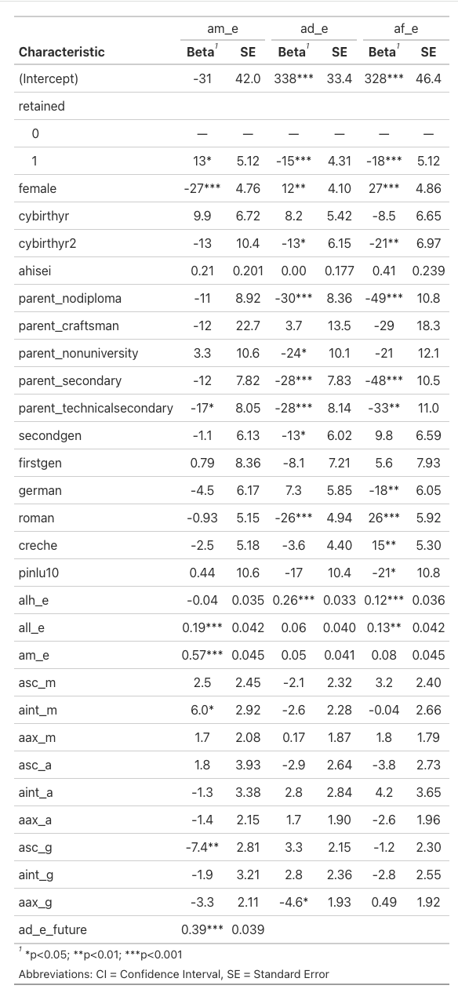 am_e ad_e af_e
Characteristic Beta¹ SE Beta¹ SE Beta¹ SE
(Intercept) -31 42.0 338*** 33.4 328*** 46.4
retained
0 — — — — — —
1 13* 5.12 -15*** 4.31 -18*** 5.12
female -27*** 4.76 12** 4.10 27*** 4.86
cybirthyr 9.9 6.72 8.2 5.42 -8.5 6.65
cybirthyr2 -13 10.4 -13* 6.15 -21** 6.97
ahisei 0.21 0.201 0.00 0.177 0.41 0.239
parent_nodiploma -11 8.92 -30*** 8.36 -49*** 10.8
parent_craftsman -12 22.7 3.7 13.5 -29 18.3
parent_nonuniversity 3.3 10.6 -24* 10.1 -21 12.1
parent_secondary -12 7.82 -28*** 7.83 -48*** 10.5
parent_technicalsecondary -17* 8.05 -28*** 8.14 -33** 11.0
secondgen -1.1 6.13 -13* 6.02 9.8 6.59
firstgen 0.79 8.36 -8.1 7.21 5.6 7.93
german -4.5 6.17 7.3 5.85 -18** 6.05
roman -0.93 5.15 -26*** 4.94 26*** 5.92
creche -2.5 5.18 -3.6 4.40 15** 5.30
pinlu10 0.44 10.6 -17 10.4 -21* 10.8
alh_e -0.04 0.035 0.26*** 0.033 0.12*** 0.036
all_e 0.19*** 0.042 0.06 0.040 0.13** 0.042
am_e 0.57*** 0.045 0.05 0.041 0.08 0.045
asc_m 2.5 2.45 -2.1 2.32 3.2 2.40
aint_m 6.0* 2.92 -2.6 2.28 -0.04 2.66
aax_m 1.7 2.08 0.17 1.87 1.8 1.79
asc_a 1.8 3.93 -2.9 2.64 -3.8 2.73
aint_a -1.3 3.38 2.8 2.84 4.2 3.65
aax_a -1.4 2.15 1.7 1.90 -2.6 1.96
asc_g -7.4** 2.81 3.3 2.15 -1.2 2.30
aint_g -1.9 3.21 2.8 2.36 -2.8 2.55
aax_g -3.3 2.11 -4.6* 1.93 0.49 1.92
ad_e_future 0.39*** 0.039
¹ *p<0.05; **p<0.01; ***p<0.001
Abbreviations: CI = Confidence Interval, SE = Standard Error